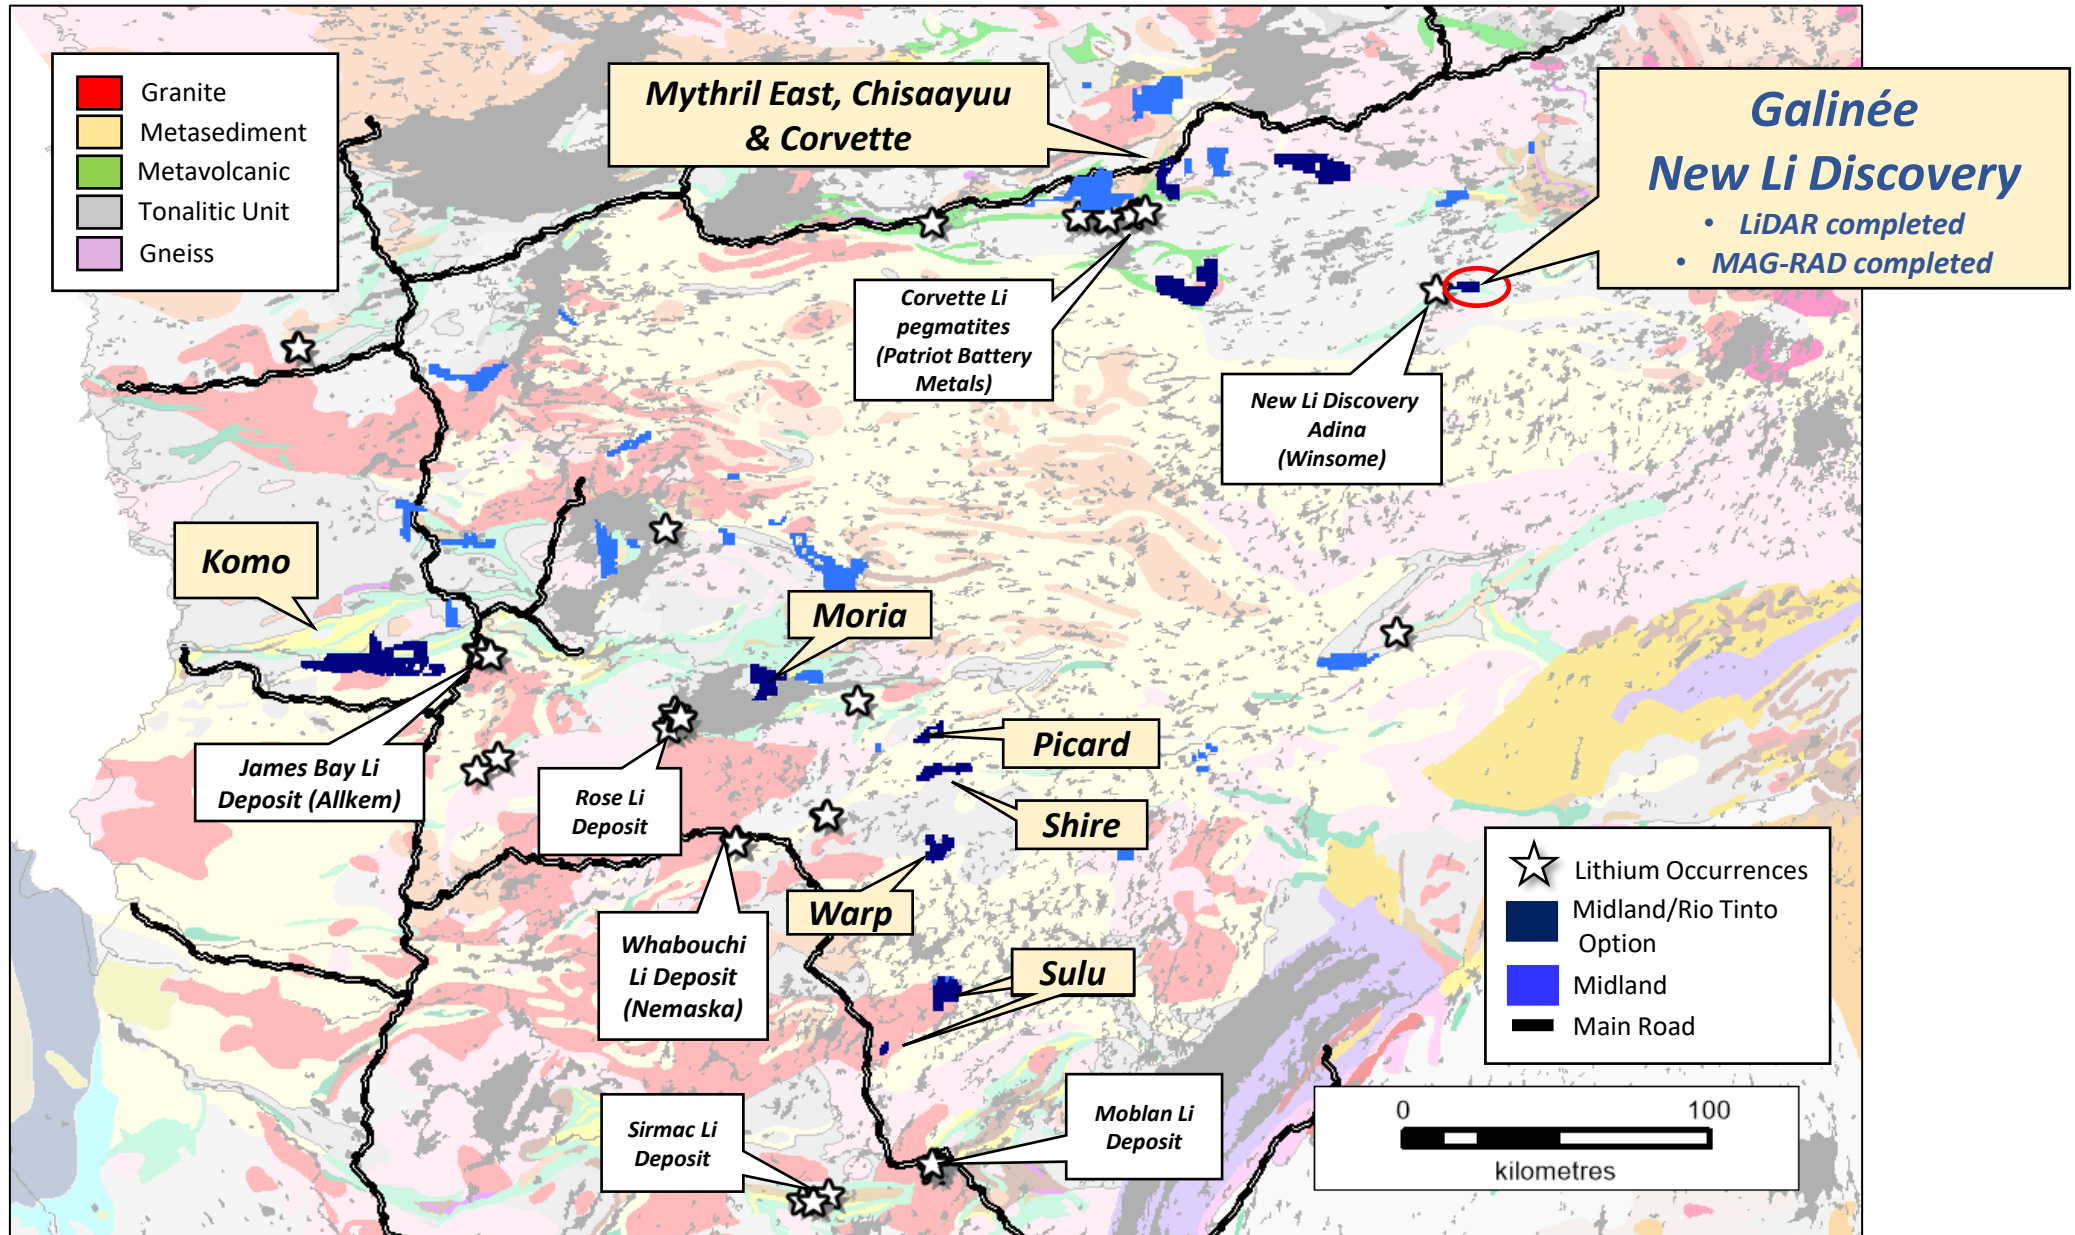 Granite
Metasediment
Metavolcanic
Tonalitic Unit
Gneiss
Mythril East, Chisaayuu
& Corvette
Galinée
New Li Discovery
• LiDAR completed
• MAG-RAD completed
Corvette Li
pegmatites
(Patriot Battery
Metals)
New Li Discovery
Adina
(Winsome)
Komo
Moria
James Bay Li
Deposit (Allkem)
Rose Li
Deposit
Picard
Shire
Warp
Whabouchi
Li Deposit
(Nemaska)
Sulu
Sirmac Li
Deposit
Moblan Li
Deposit
Lithium Occurrences
Midland/Rio Tinto
Option
Midland
Main Road
0 100
kilometres